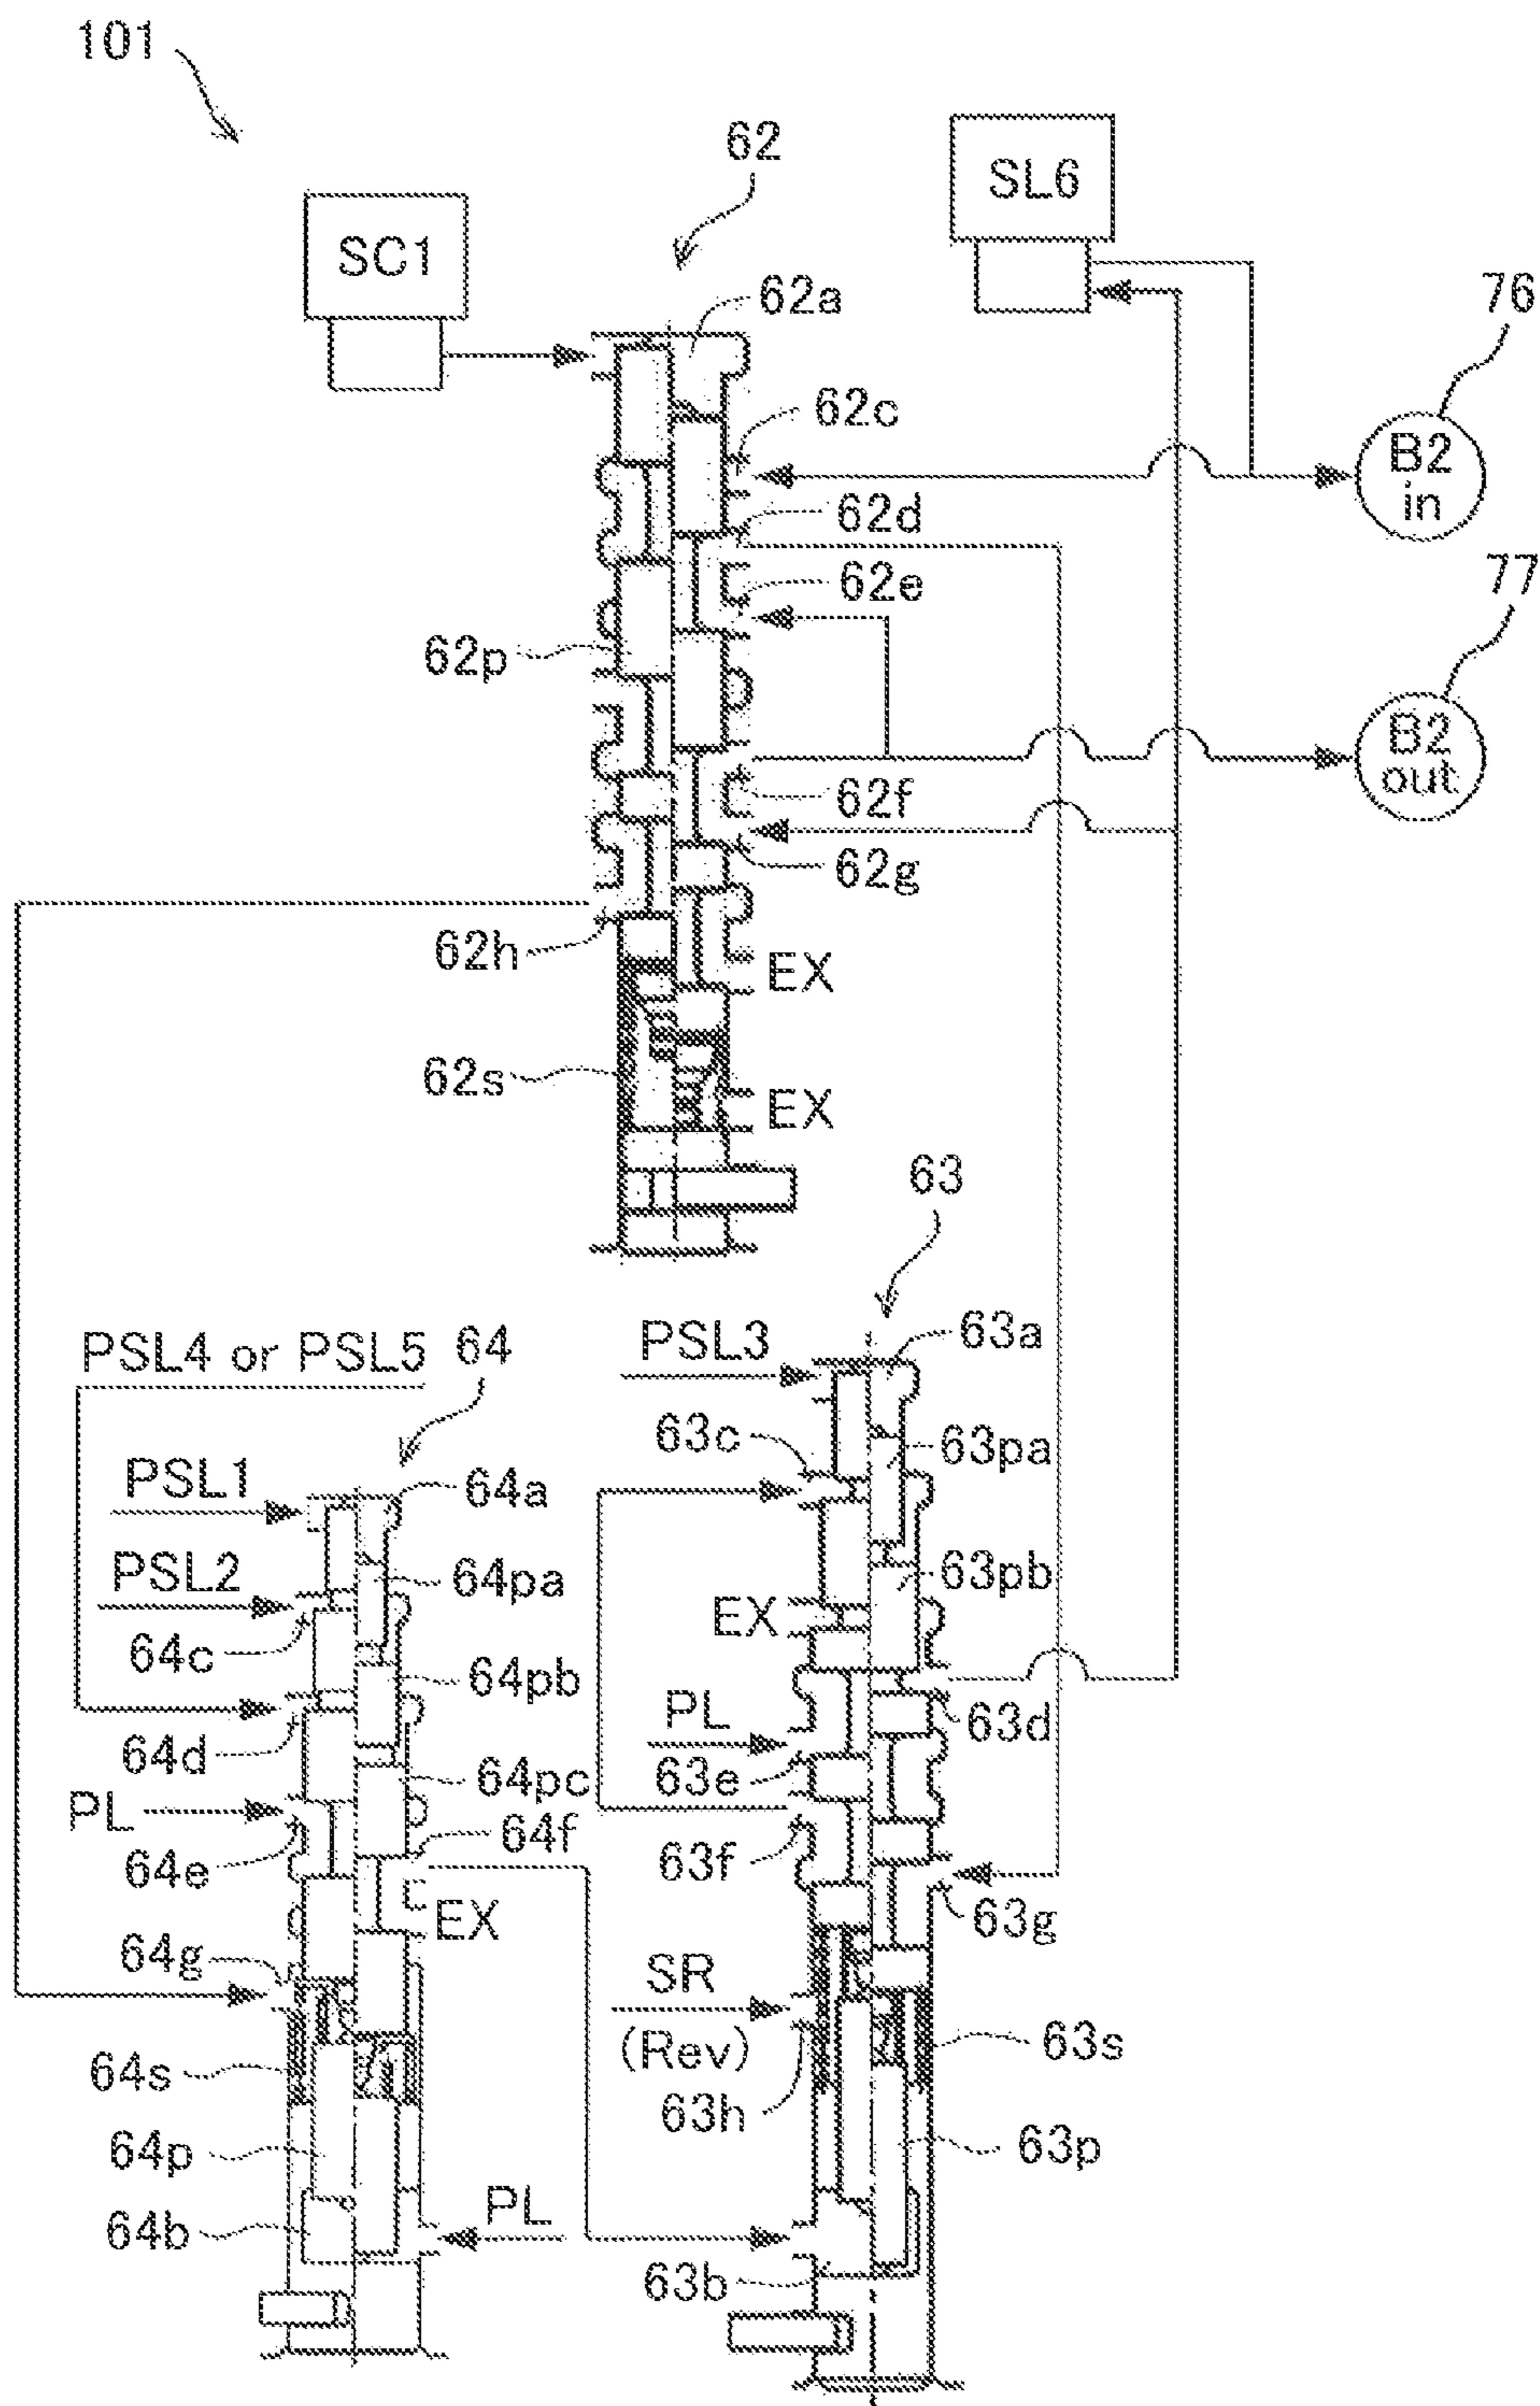 101
62
SL6
SC1
62a
76
62c
B2
in
62d
62e
77
62p
B2
out
62f
62g
62h
EX
62s
EX
63
PSL4 or PSL5
64
PSL3
63a
63c
63pa
PSL1
64a
PSL2
64pa
63pb
64c
EX
64pb
PL
63d
64d
64pc
63e
PL
64f
64e
63f
EX
63g
64g
SR
(Rev)
64s
63s
63h
64p
63p
PL
64b
63b